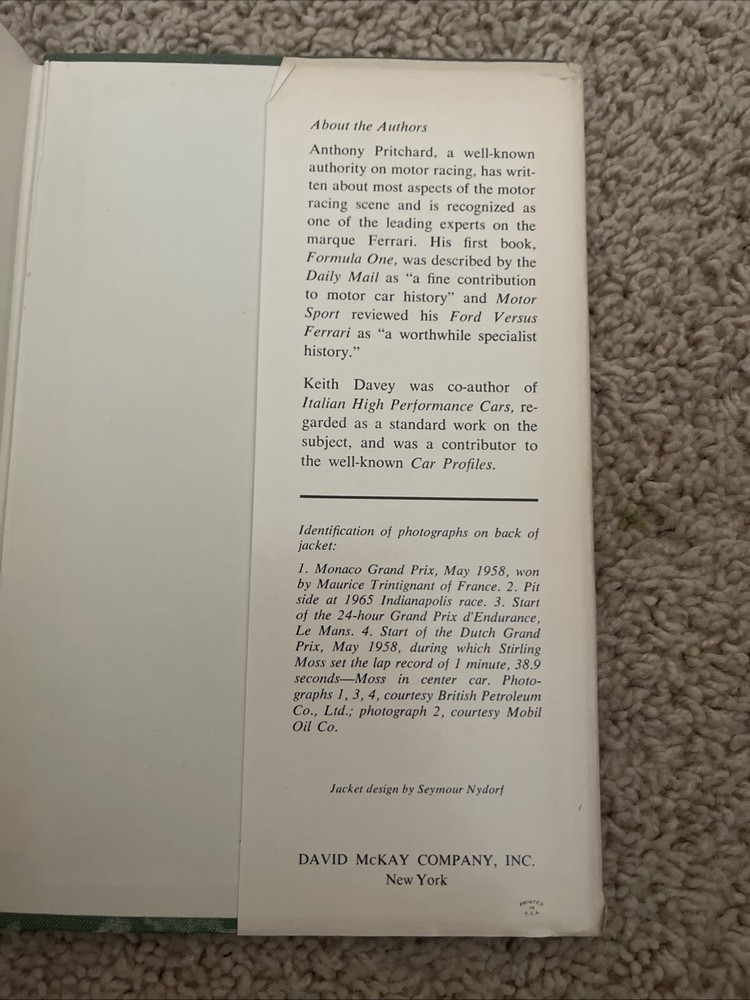 About the Authors
Anthony Pritchard, a well-known
authority on motor racing, has writ-
ten about most aspects of the motor
racing scene and is recognized as
one of the leading experts on the
marque Ferrari. His first book,
Formula One, was described by the
Daily Mail as “a fine contribution
to motor car history” and Motor
Sport reviewed his Ford Versus
Ferrari as “a worthwhile specialist
history.”
Keith Davey was co-author of
Italian High Performance Cars, re-
garded as a standard work on the
subject, and was a contributor to
the well-known Car Profiles.
Identification of photographs on back of
jacket:
1. Monaco Grand Prix, May 1958, won
by Maurice Trintignant of France. 2. Pit
side at 1965 Indianapolis race. 3. Start
of the 24-hour Grand Prix d'Endurance,
Le Mans. 4. Start of the Dutch Grand
Prix, May 1958, during which Stirling
Moss set the lap record of 1 minute, 38.9
seconds—Moss in center car. Photo-
graphs 1, 3, 4, courtesy British Petroleum
Co., Ltd.; photograph 2, courtesy Mobil
Oil Co.
Jacket design by Seymour Nydorf
DAVID McKAY COMPANY, INC.
New York
PRINTED
IN
U.S.A.